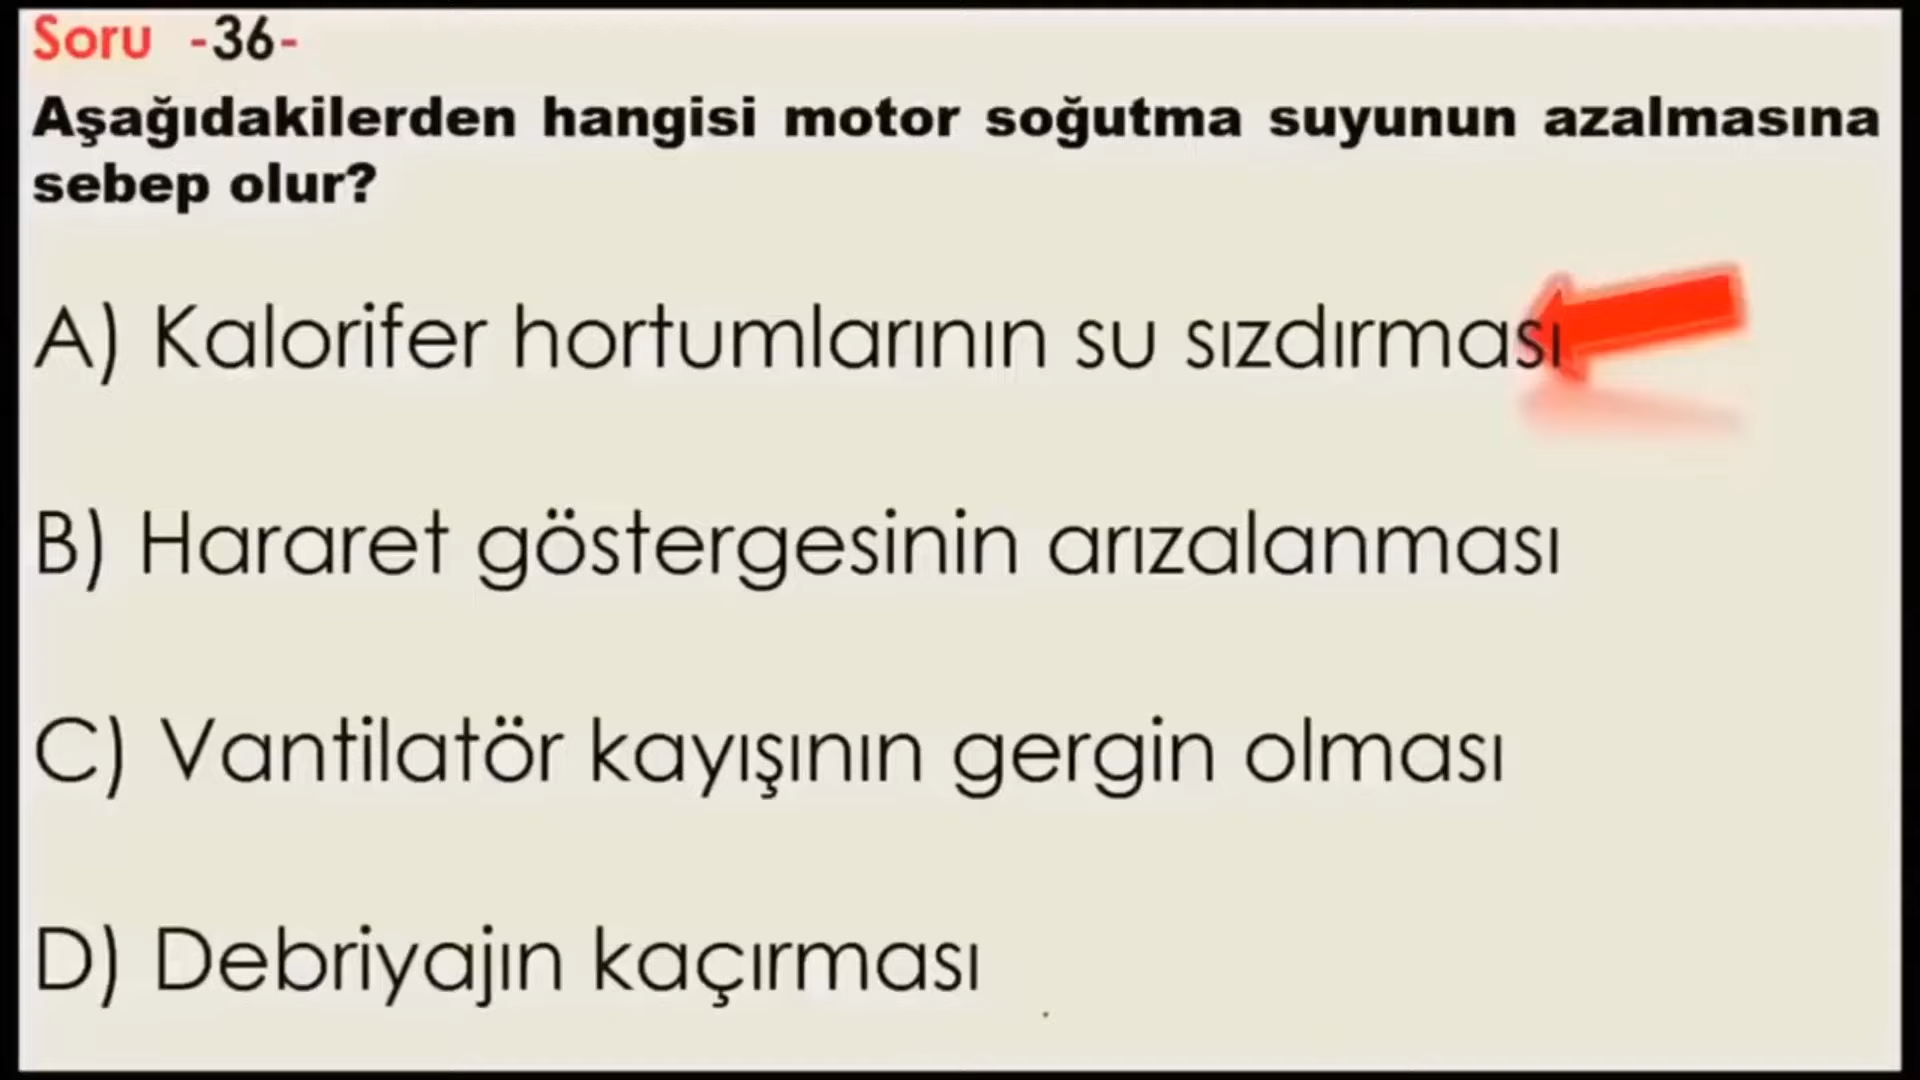 Soru -36-
Aşağıdakilerden hangisi motor soğutma suyunun azalmasına
sebep olur?
A) Kalorifer hortumlarının su sızdırması
B) Hararet göstergesinin arızalanması
C) Vantilatör kayışının gergin olması
D) Debriyajın kaçırması